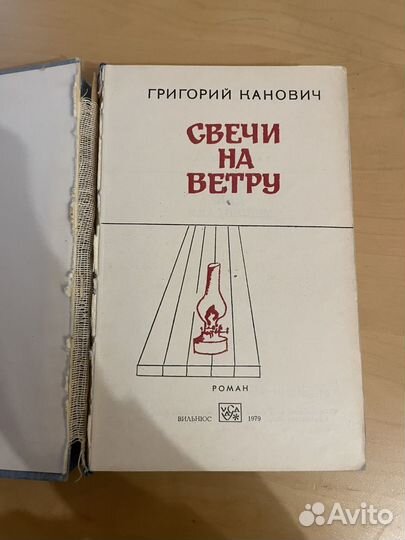 ГРИГОРИЙ КАНОВИЧ
СВЕЧИ
НА
ВЕТРУ
РОМАН
ВИЛЬНЮС 1979
Avito